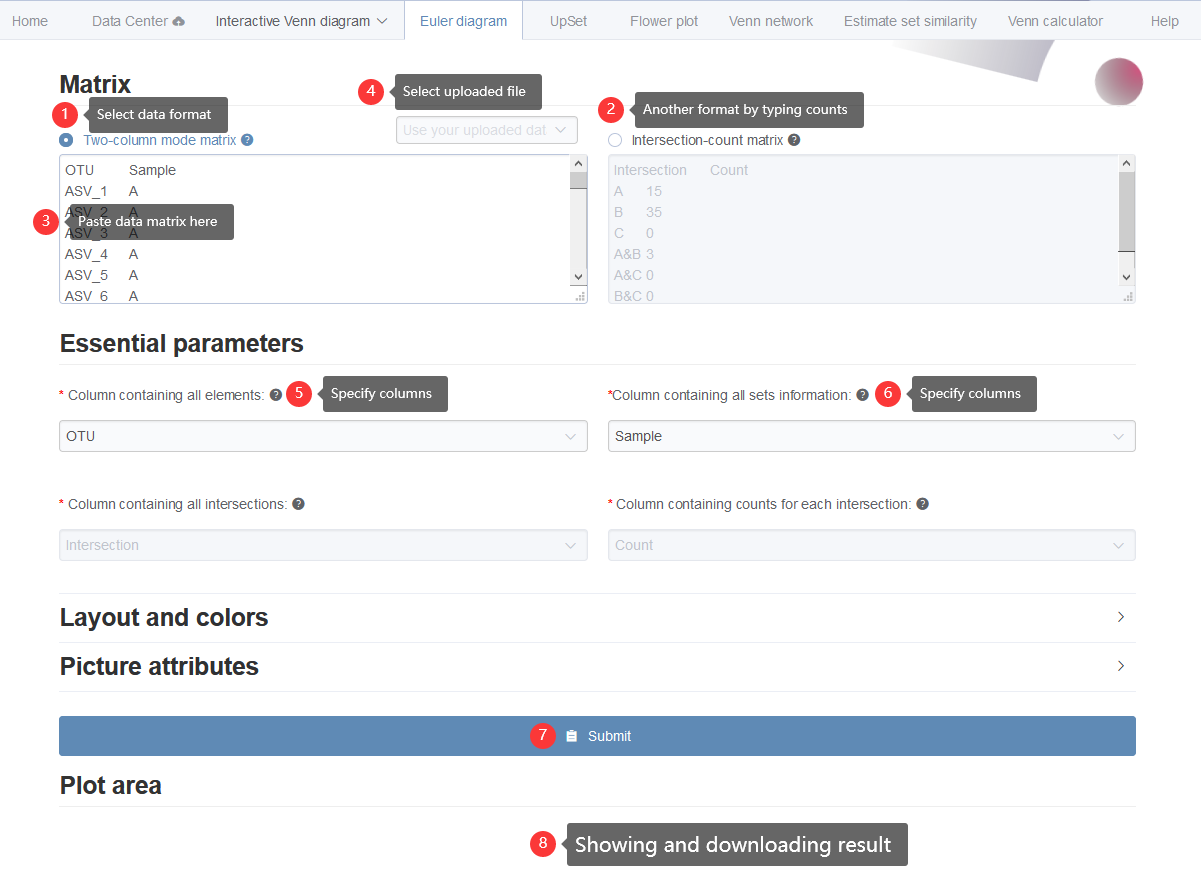 Home Data Center Interactive Venn diagram Euler diagram UpSet Flower plot Venn network Estimate set similarity Venn calculator Help
Matrix
4 Select uploaded file
1 Select data format
2 Another format by typing counts
Use your uploaded dat
Two-column mode matrix ?
Intersection-count matrix ?
OTU Sample
ASV_1 A
ASV_2 A
3 Paste data matrix here
ASV_3 A
ASV_4 A
ASV_5 A
ASV_6 A
Intersection Count
A 15
B 35
C 0
A&B 3
A&C 0
B&C 0
Essential parameters
* Column containing all elements: ? 5 Specify columns
*Column containing all sets information: ? 6 Specify columns
OTU
Sample
* Column containing all intersections: ?
* Column containing counts for each intersection: ?
Intersection
Count
Layout and colors
Picture attributes
7 Submit
Plot area
8 Showing and downloading result